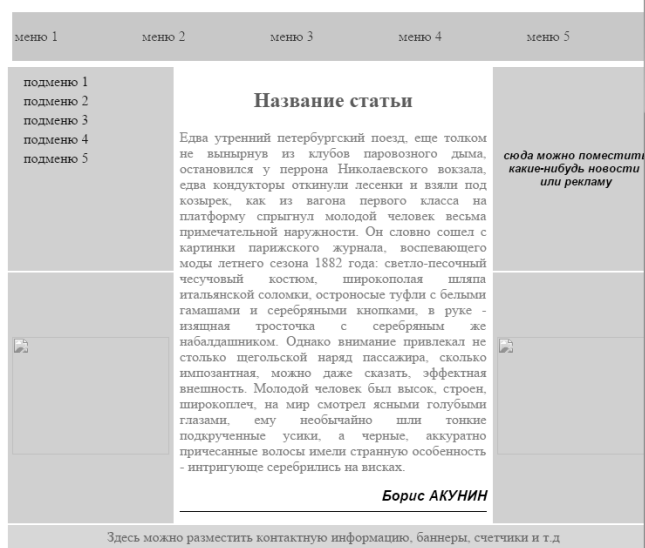 меню 1 меню 2 меню 3 меню 4 меню 5
подменю 1
подменю 2
подменю 3
подменю 4
подменю 5
Название статьи
Едва утренний петербургский поезд, еще толком
не вынырнув из клубов паровозного дыма,
остановился у перрона Николаевского вокзала,
едва кондукторы откинули лесенки и взяли под
козырек, как из вагона первого класса на
платформу спрыгнул молодой человек весьма
примечательной наружности. Он словно сошел с
картинки парижского журнала, воспевающего
моды летнего сезона 1882 года: светло-песочный
чесучовый костюм, широкополая шляпа
итальянской соломки, остроносые туфли с белыми
гамашами и серебряными кнопками, в руке -
изящная тросточка с серебряным же
набалдашником. Однако внимание привлекал не
столько щегольской наряд пассажира, сколько
импозантная, можно даже сказать, эффектная
внешность. Молодой человек был высок, строен,
широкоплеч, на мир смотрел ясными голубыми
глазами, ему необычайно шли тонкие
подкрученные усики, а черные, аккуратно
причесанные волосы имели странную особенность
- интригующе серебрились на висках.
Борис АКУНИН
сюда можно поместить
какие-нибудь новости
или рекламу
Здесь можно разместить контактную информацию, баннеры, счетчики и т.д